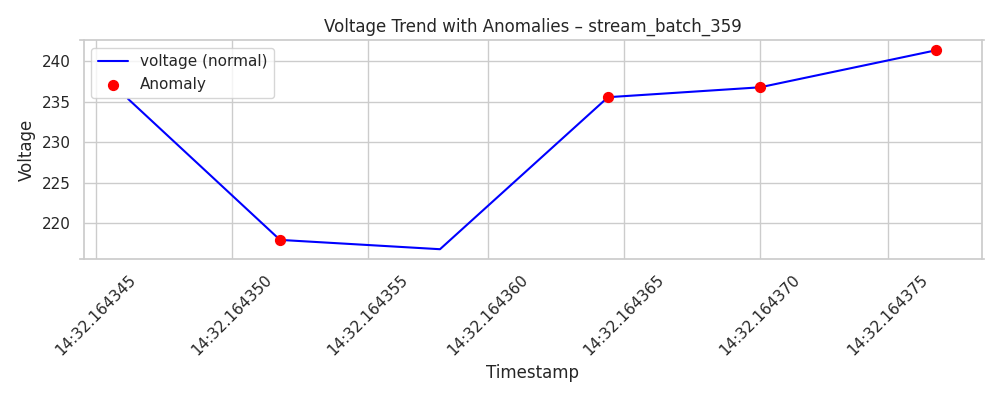 Voltage Trend with Anomalies – stream_batch_359
voltage (normal)
Anomaly
Voltage
240
235
230
225
220
14:32.164345
14:32.164350
14:32.164355
14:32.164360
14:32.164365
14:32.164370
14:32.164375
Timestamp